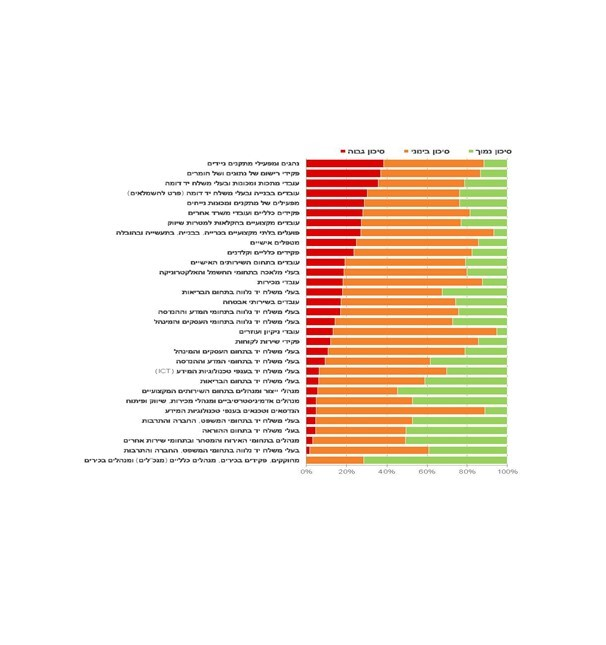 סיכון גבוה סיכון בינוני סיכון נמוך
נהגים ומפעילי מתקנים ניידים
פקידי רישום של נתונים ושל חומרים
עובדי מתכות ומכונות ובעלי משלח יד דומה
עובדים בבנייה ובעלי משלח יד דומה (פרט לחשמלאים)
מפעילים של מתקנים ומכונות נייחים
פקידים כלליים ועובדי משרד אחרים
עובדים מקצועיים בחקלאות למטרות שיווק
פועלים בלתי מקצועיים בכרייה, בבנייה, בתעשייה ובהובלה
מטפלים אישיים
פקידים כלליים וקלדנים
עובדים בתחום השירותים האישיים
בעלי מלאכה בתחומי החשמל והאלקטרוניקה
עובדי מכירות
בעלי משלח יד נלווה בתחום הבריאות
עובדים בשירותי אבטחה
בעלי משלח יד נלווה בתחומי המדע וההנדסה
בעלי משלח יד נלווה בתחומי העסקים והמינהל
עובדי ניקיון ועוזרים
פקידי שירות לקוחות
בעלי משלח יד בתחום העסקים והמינהל
בעלי משלח יד בתחומי המדע וההנדסה
בעלי משלח יד בענפי טכנולוגיות המידע (ICT)
בעלי משלח יד בתחום הבריאות
מנהלי ייצור ומנהלים בתחום השירותים המקצועיים
מנהלים אדמיניסטרטיביים ומנהלי מכירות, שיווק ופיתוח
הנדסאים וטכנאים בענפי טכנולוגיות המידע
בעלי משלח יד בתחומי המשפט, החברה והתרבות
בעלי משלח יד בתחום ההוראה
מנהלים בתחומי האירוח והמסחר ובתחומי שירות אחרים
בעלי משלח יד נלווה בתחומי המשפט, החברה והתרבות
מחוקקים, פקידים בכירים, מנהלים כלליים (מנכ"לים) ומנהלים בכירים
0% 20% 40% 60% 80% 100%